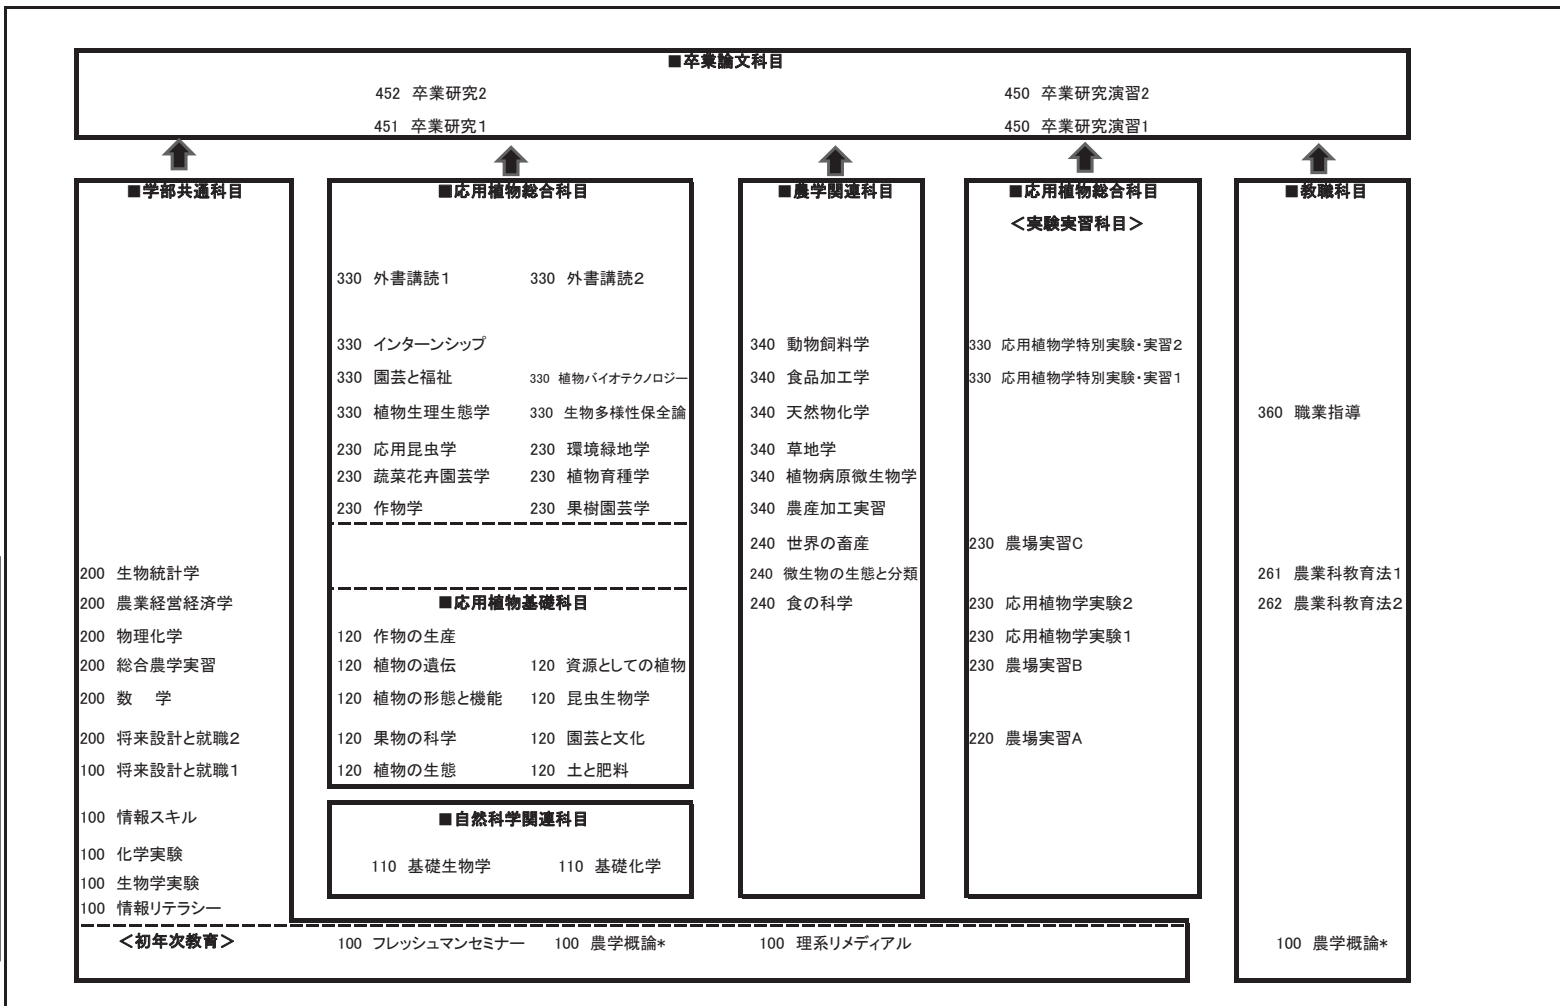 ■卒業論文科目
452 卒業研究2
450 卒業研究演習2
451 卒業研究1
450 卒業研究演習1
■学部共通科目
200 生物統計学
200 農業経営経済学
200 物理化学
200 総合農学実習
200 数　学
200 将来設計と就職2
100 将来設計と就職1
100 情報スキル
100 化学実験
100 生物学実験
100 情報リテラシー
<初年次教育>
100 フレッシュマンセミナー
100 農学概論*
100 理系リメディアル
■応用植物総合科目
330 外書講読1
330 外書講読2
330 インターンシップ
330 園芸と福祉
330 植物バイオテクノロジー
330 植物生理生態学
330 生物多様性保全論
230 応用昆虫学
230 環境緑地学
230 蔬菜花卉園芸学
230 植物育種学
230 作物学
230 果樹園芸学
■応用植物基礎科目
120 作物の生産
120 植物の遺伝
120 資源としての植物
120 植物の形態と機能
120 昆虫生物学
120 果物の科学
120 園芸と文化
120 植物の生態
120 土と肥料
■自然科学関連科目
110 基礎生物学
110 基礎化学
■農学関連科目
340 動物飼料学
340 食品加工学
340 天然物化学
340 草地学
340 植物病原微生物学
340 農産加工実習
240 世界の畜産
240 微生物の生態と分類
240 食の科学
■応用植物総合科目
<実験実習科目>
330 応用植物学特別実験・実習2
330 応用植物学特別実験・実習1
230 農場実習C
230 応用植物学実験2
230 応用植物学実験1
230 農場実習B
220 農場実習A
■教職科目
360 職業指導
261 農業科教育法1
262 農業科教育法2
100 農学概論*